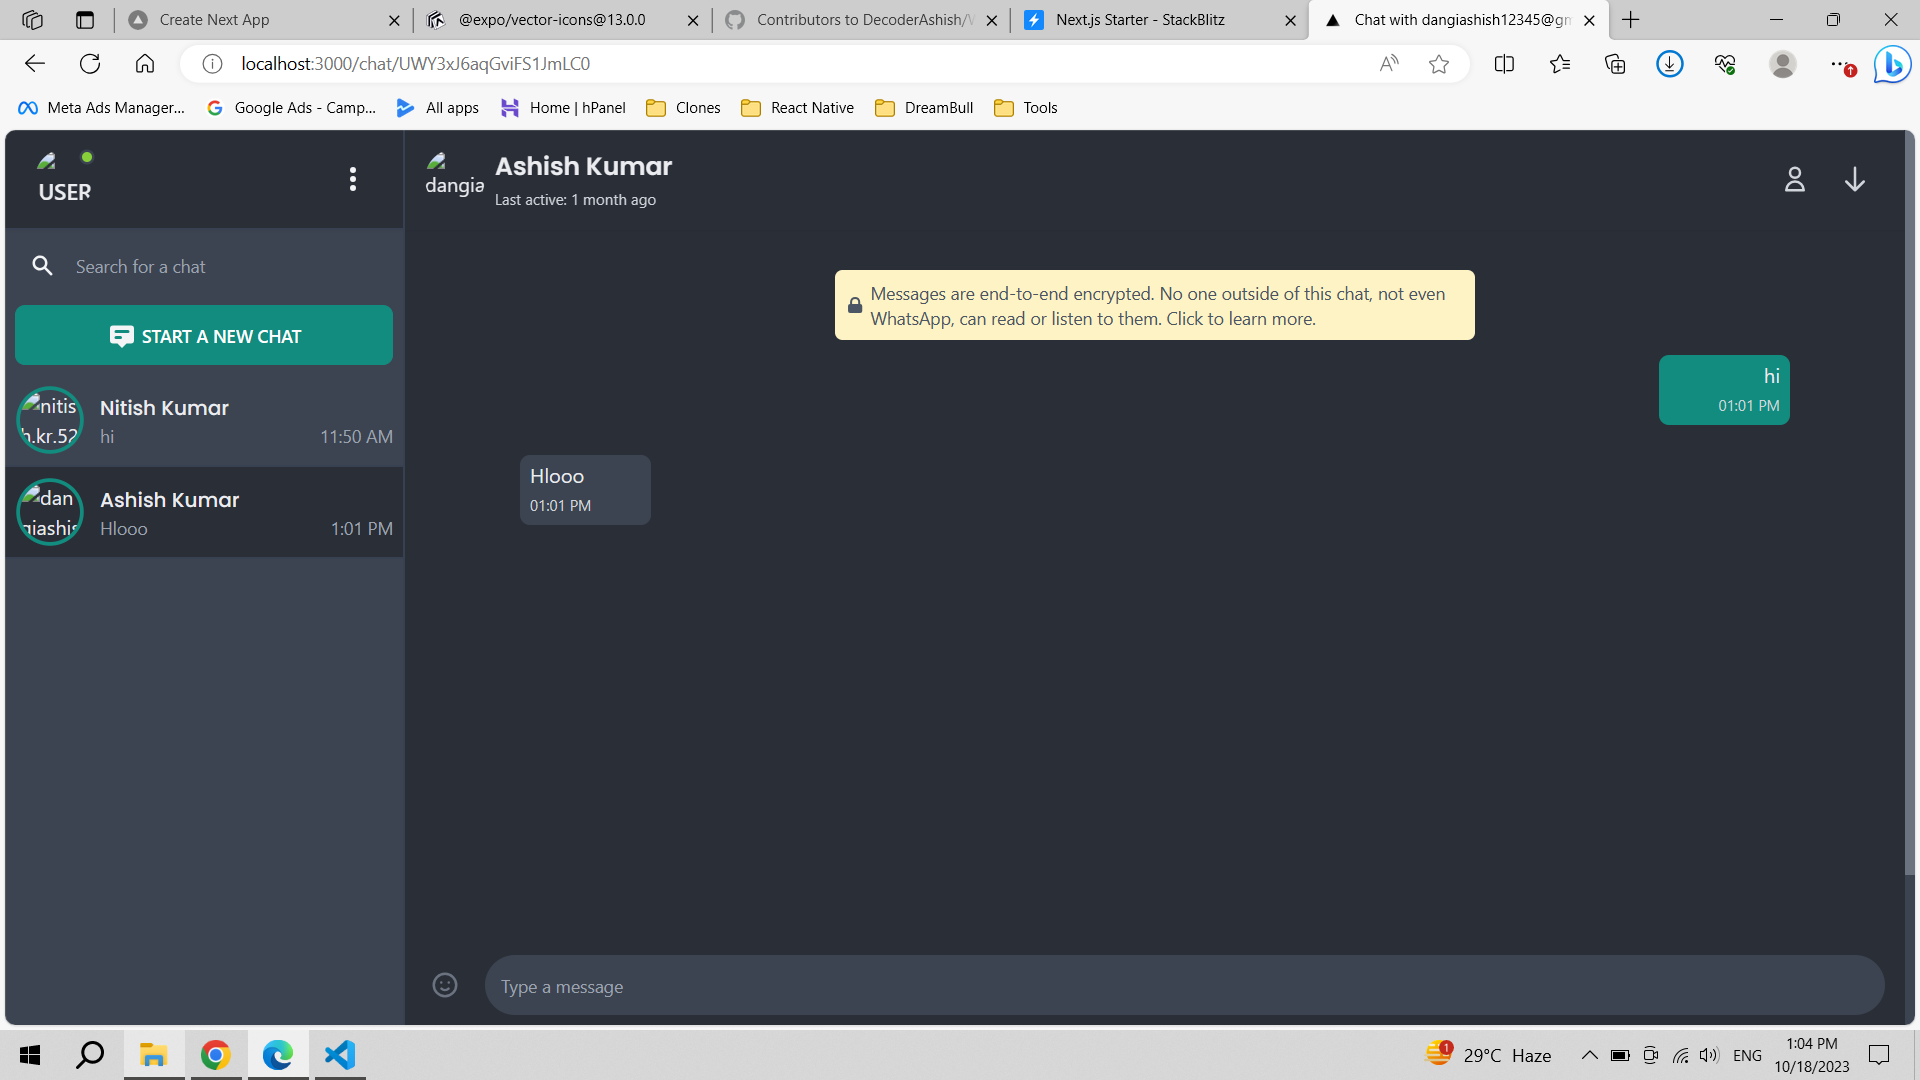 Create Next App
@expo/vector-icons@13.0.0
Contributors to DecoderAshish/
Next.js Starter - StackBlitz
Chat with dangiashish12345@gm
localhost:3000/chat/UWY3xJ6aqGviFS1JmLC0
Meta Ads Manager...
Google Ads - Camp...
All apps
Home | hPanel
Clones
React Native
DreamBull
Tools
USER
Ashish Kumar
dangia
Last active: 1 month ago
Search for a chat
START A NEW CHAT
Nitish Kumar
nitis
h.kr.52
hi
11:50 AM
Ashish Kumar
dan
giashis
Hlooo
1:01 PM
Messages are end-to-end encrypted. No one outside of this chat, not even
WhatsApp, can read or listen to them. Click to learn more.
hi
01:01 PM
Hlooo
01:01 PM
Type a message
1
29°C Haze
ENG
1:04 PM
10/18/2023